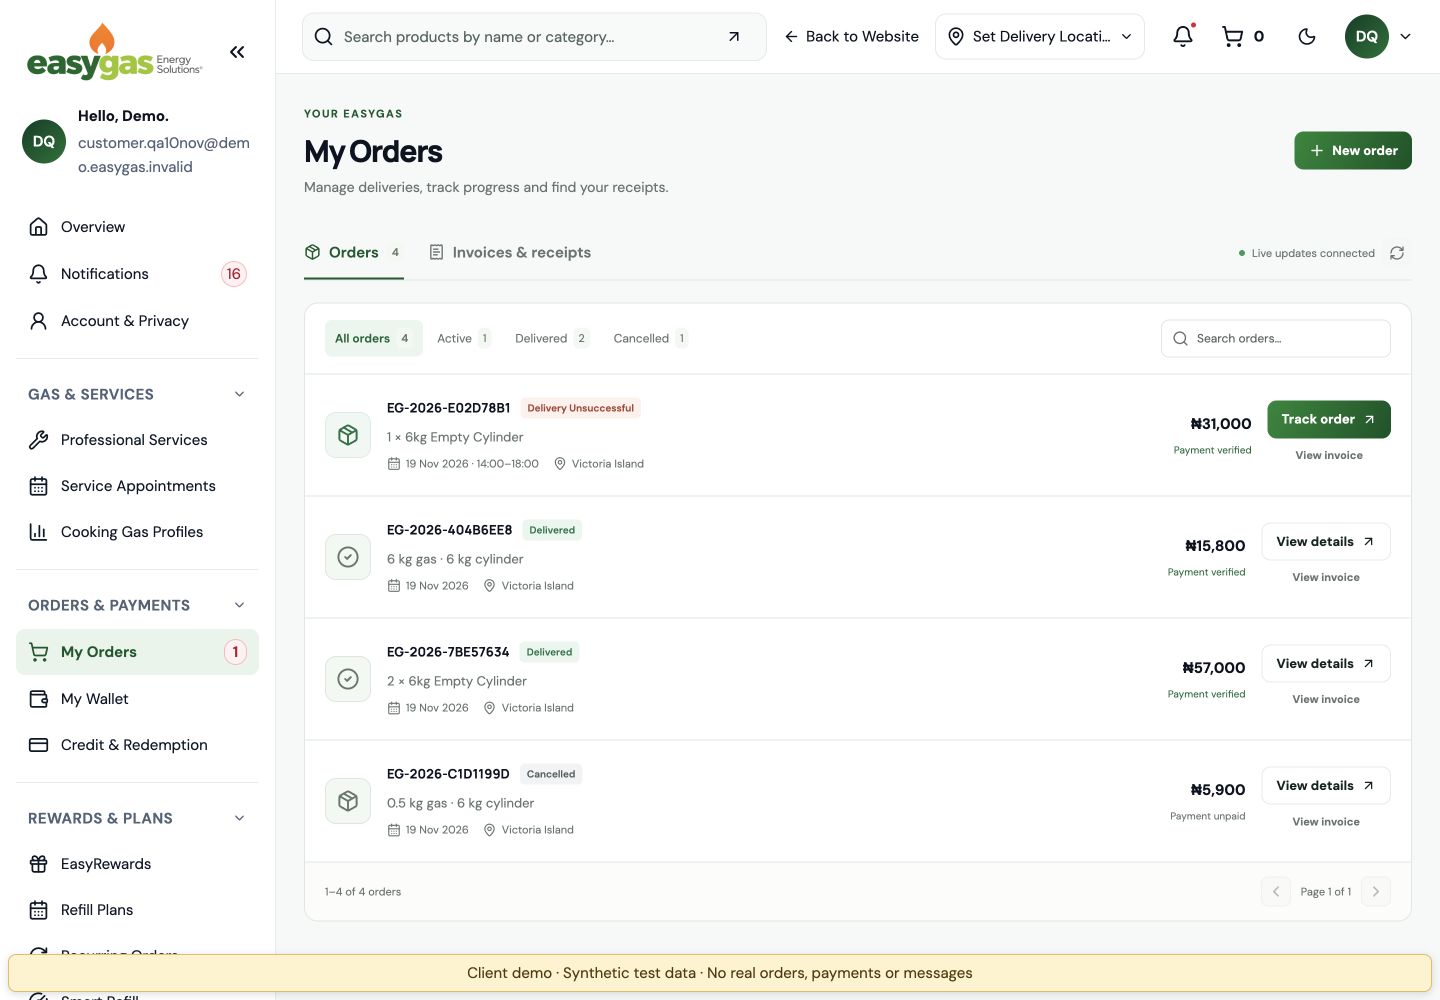 easygas Energy Solutions
Hello, Demo.
DQ
customer.qa10nov@dem
o.easygas.invalid
Overview
Notifications 16
Account & Privacy
GAS & SERVICES
Professional Services
Service Appointments
Cooking Gas Profiles
ORDERS & PAYMENTS
My Orders 1
My Wallet
Credit & Redemption
REWARDS & PLANS
EasyRewards
Refill Plans
Search products by name or category...
Back to Website
Set Delivery Locati...
0
DQ
YOUR EASYGAS
My Orders
Manage deliveries, track progress and find your receipts.
New order
Orders 4
Invoices & receipts
Live updates connected
All orders 4
Active 1
Delivered 2
Cancelled 1
Search orders...
EG-2026-E02D78B1 Delivery Unsuccessful
1 × 6kg Empty Cylinder
19 Nov 2026 · 14:00–18:00 Victoria Island
₦31,000
Payment verified
Track order
View invoice
EG-2026-404B6EE8 Delivered
6 kg gas · 6 kg cylinder
19 Nov 2026 Victoria Island
₦15,800
Payment verified
View details
View invoice
EG-2026-7BE57634 Delivered
2 × 6kg Empty Cylinder
19 Nov 2026 Victoria Island
₦57,000
Payment verified
View details
View invoice
EG-2026-C1D1199D Cancelled
0.5 kg gas · 6 kg cylinder
19 Nov 2026 Victoria Island
₦5,900
Payment unpaid
View details
View invoice
1–4 of 4 orders
Page 1 of 1
Client demo · Synthetic test data · No real orders, payments or messages